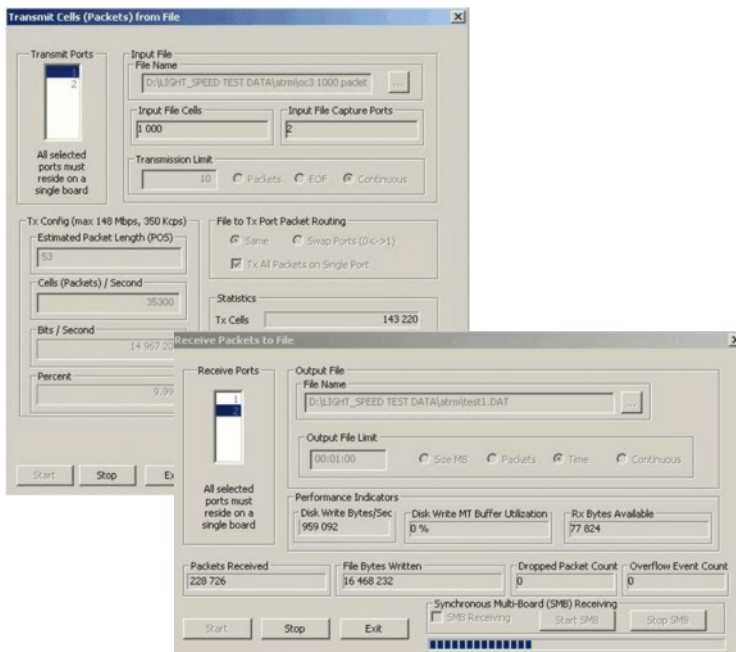 Transmit Cells (Packets) from File
Transmit Ports
1
2
All selected
ports must
reside on a
single board
Input File
File Name
D:\LIGHT_SPEED TEST DATA\atrm\oc3 1000 paclet
...
Input File Cells
1 000
Input File Capture Ports
2
Transmission Limit
10
Packets
EOF
Continuous
Tx Config (max 148 Mbps, 350 Kcps)
Estimated Packet Length (POS)
53
Cells (Packets) / Second
35300
Bits / Second
14 967 20
Percent
9.99
File to Tx Port Packet Routing
Same
Swap Ports (0<->1)
Tx All Packets on Single Port
Statistics
Tx Cells
143 220
Start
Stop
Receive Packets to File
Receive Ports
1
2
All selected
ports must
reside on a
single board
Output File
File Name
D:\LIGHT_SPEED TEST DATA\atrm\test1.DAT
...
Output File Limit
00:01:00
Size MB
Packets
Time
Continuous
Performance Indicators
Disk Write Bytes/Sec
959 092
Disk Write MT Buffer Utilization
0 %
Rx Bytes Available
77 824
Packets Received
228 726
File Bytes Written
16 468 232
Dropped Packet Count
0
Overflow Event Count
0
Start
Stop
Exit
Synchronous Multi-Board (SMB) Receiving
SMB Receiving
Start SMB
Stop SMB